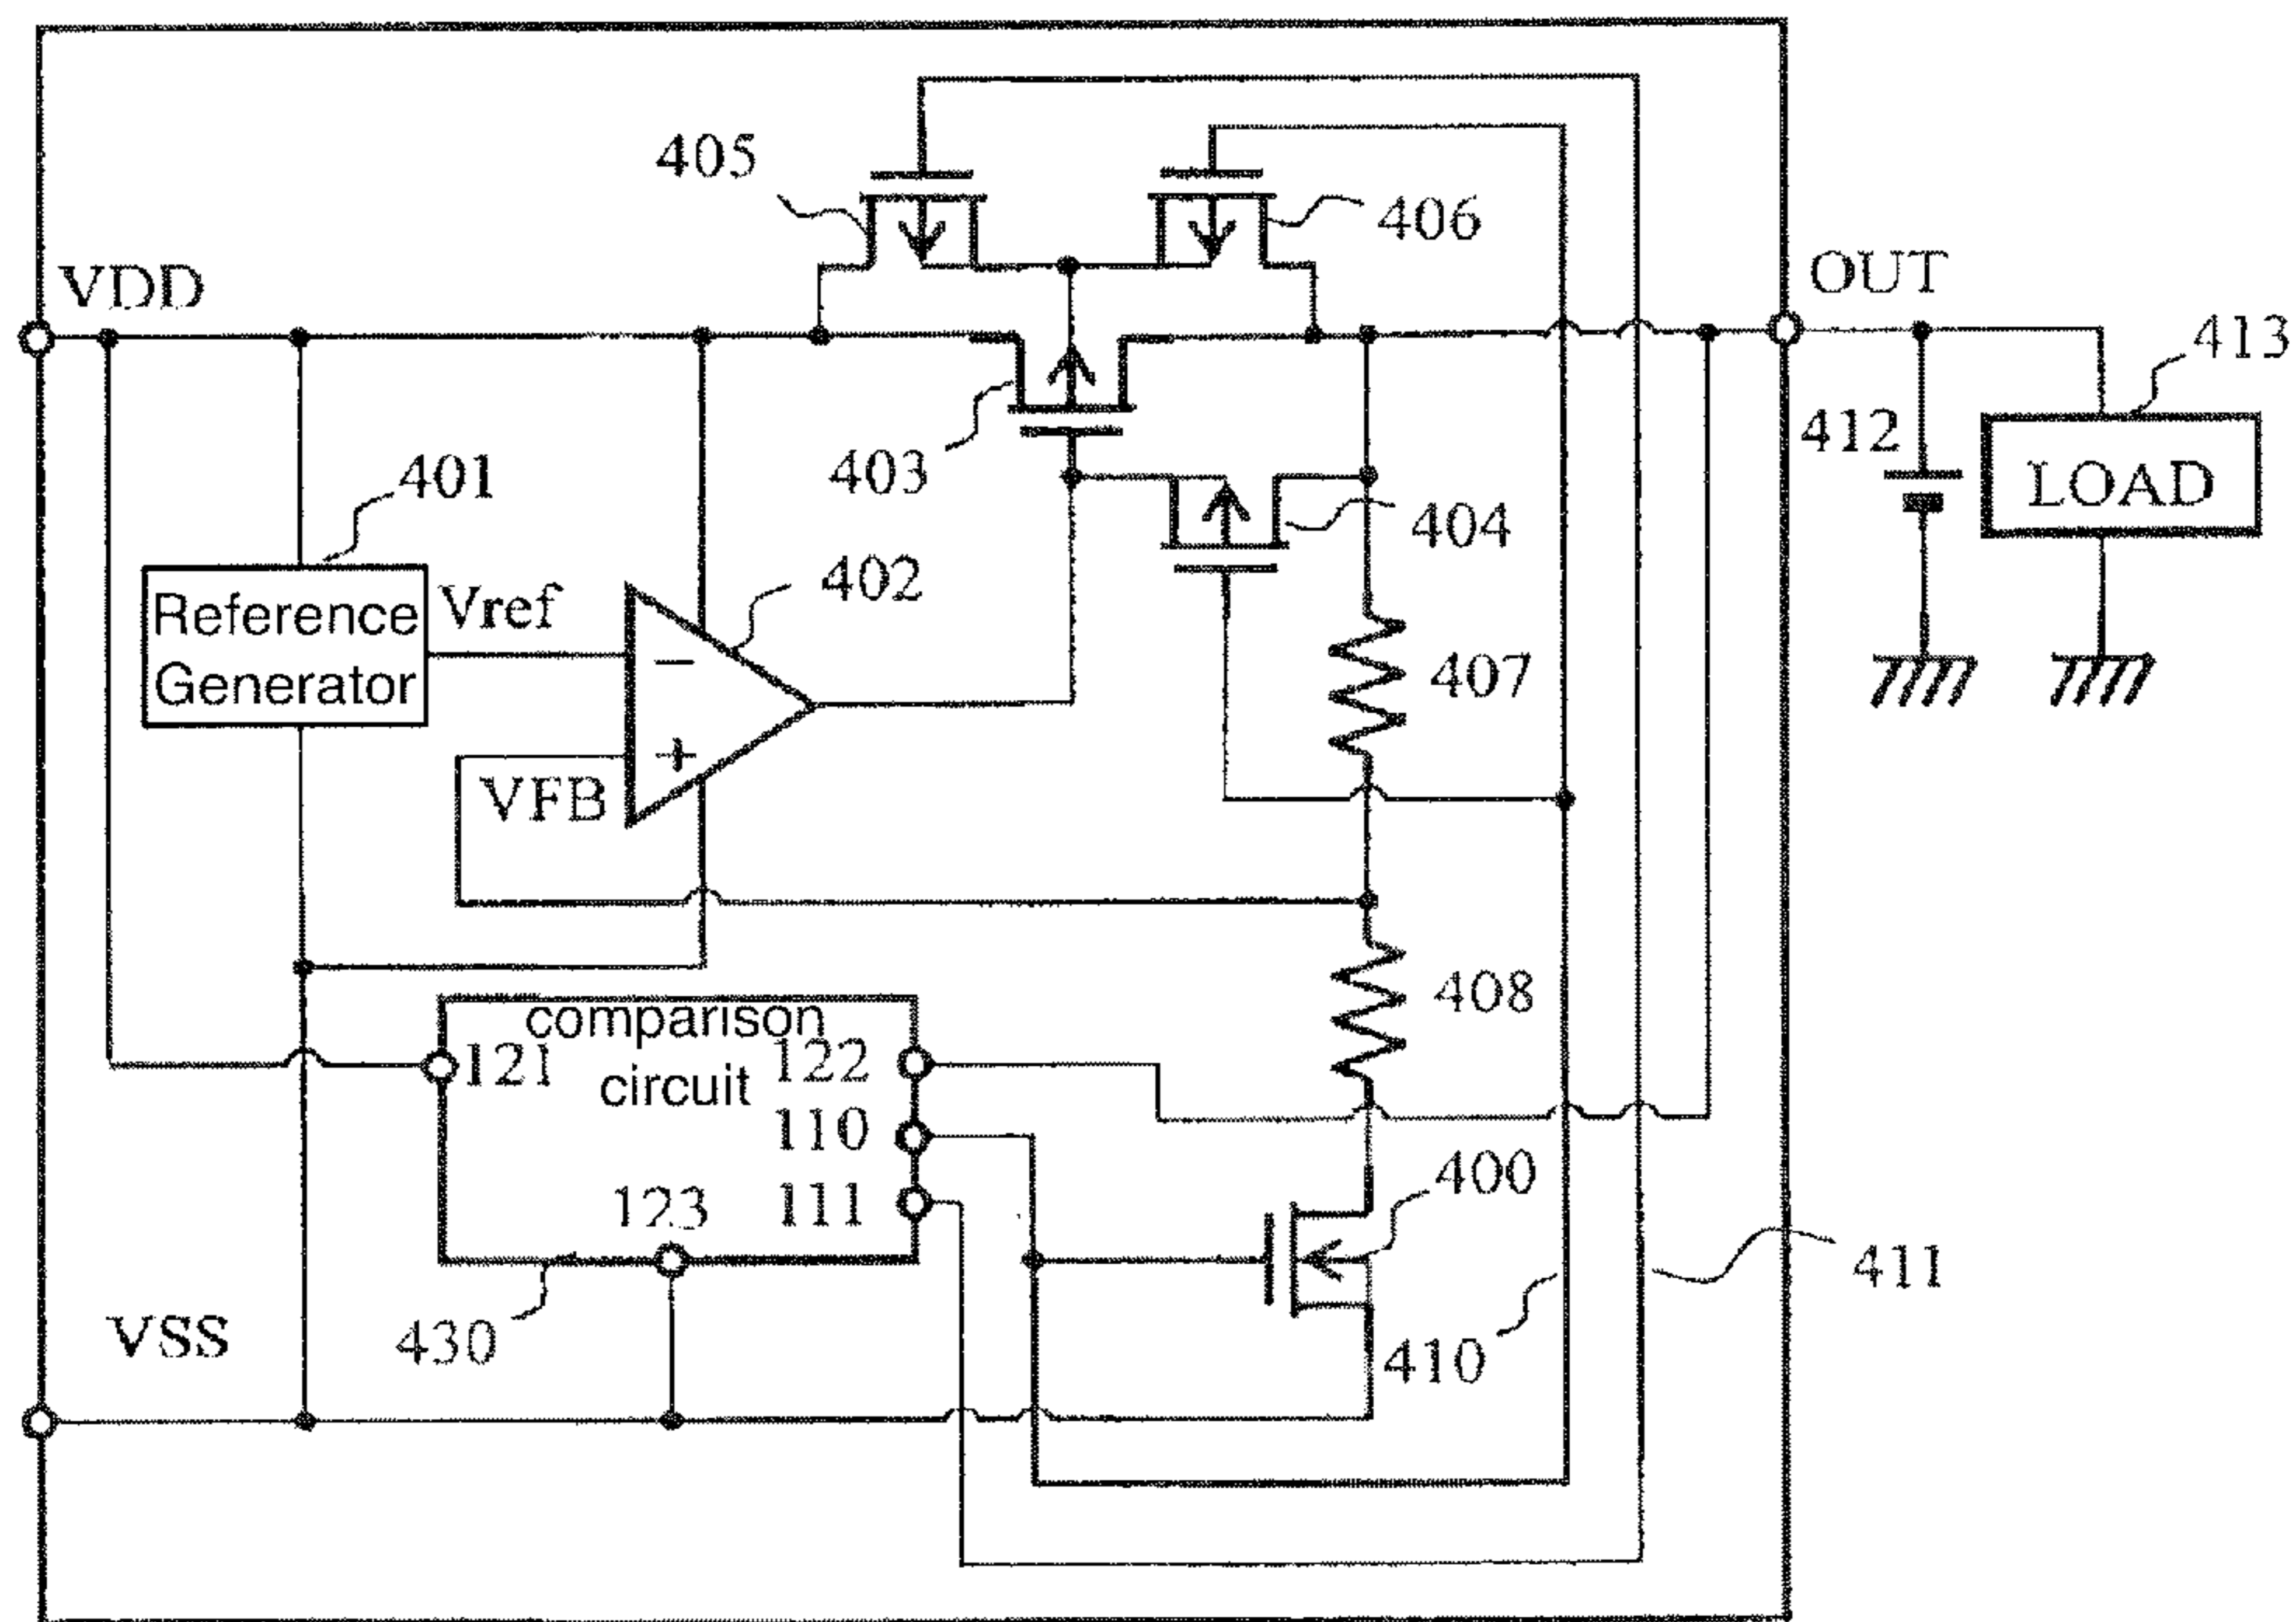 405
406
VDD
OUT
413
412
LOAD
403
404
401
402
Reference
Generator
Vref
−
+
VFB
407
408
comparison
circuit
121
122
110
111
123
400
411
410
430
VSS